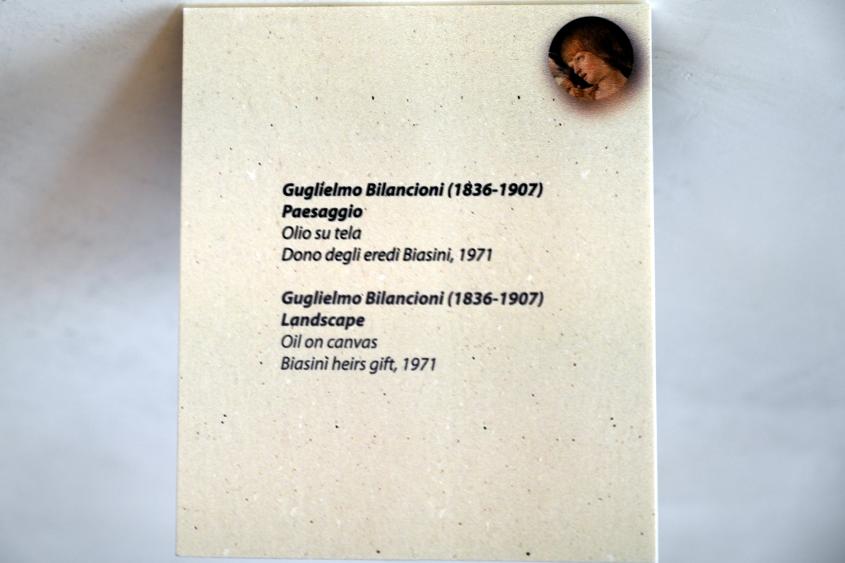 Guglielmo Bilancioni (1836-1907)
Paesaggio
Olio su tela
Dono degli eredi Biasini, 1971
Guglielmo Bilancioni (1836-1907)
Landscape
Oil on canvas
Biasini heirs gift, 1971